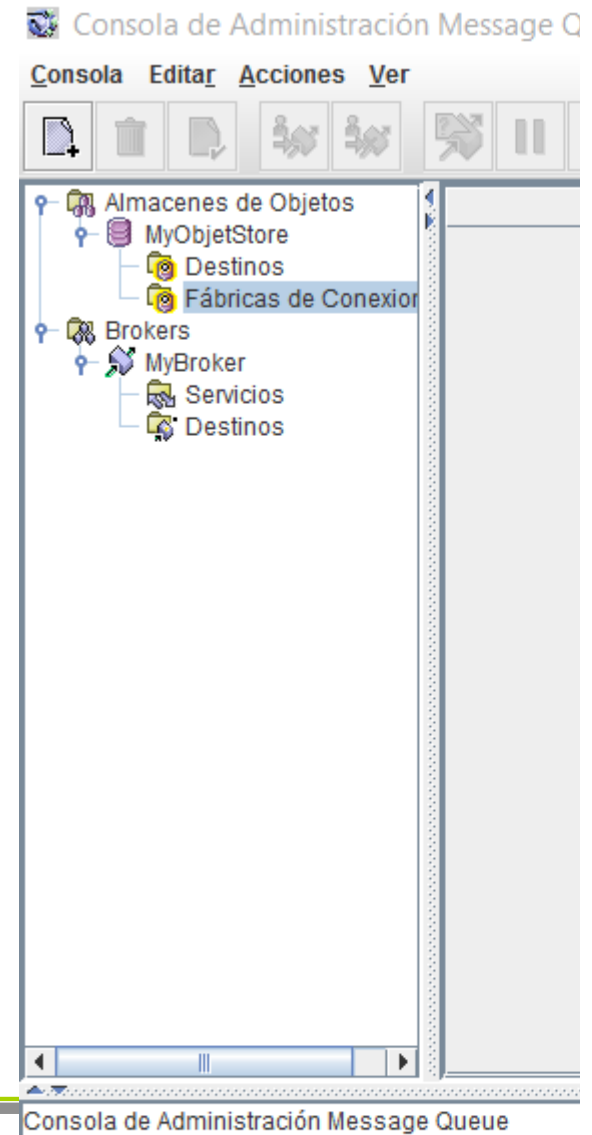 Consola de Administración Message Q
Consola Editar Acciones Ver
Almacenes de Objetos
MyObjetStore
Destinos
Fábricas de Conexion
Brokers
MyBroker
Servicios
Destinos
Consola de Administración Message Queue